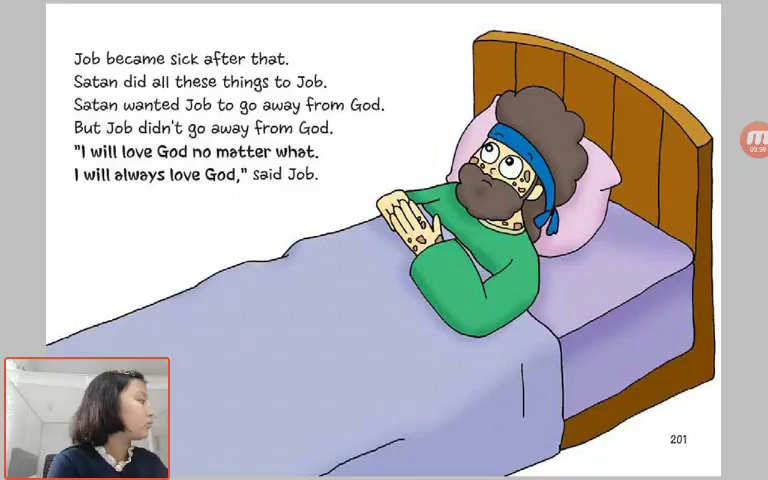 Job became sick after that.
Satan did all these things to Job.
Satan wanted Job to go away from God.
But Job didn't go away from God.
"I will love God no matter what.
I will always love God," said Job.
03:59
201